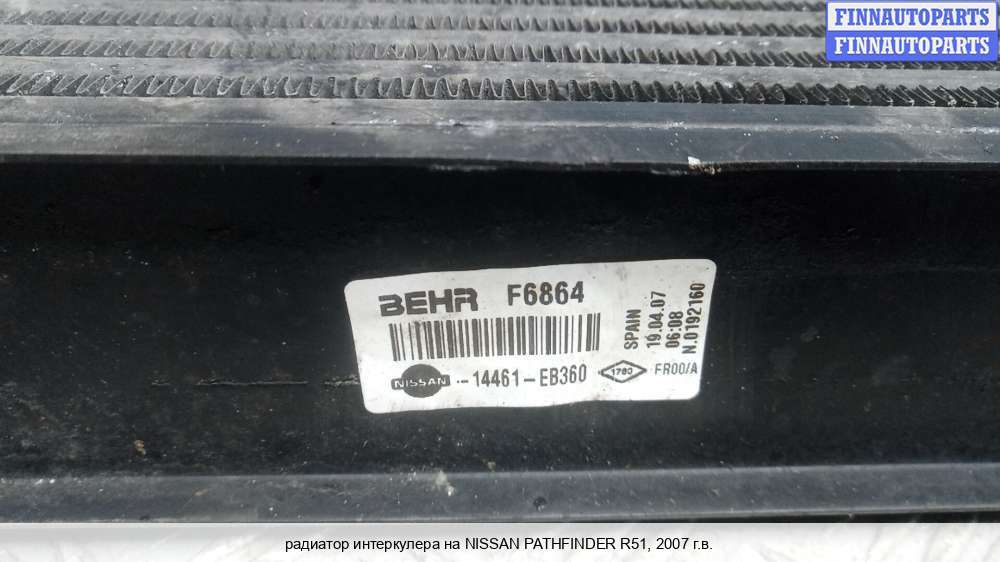 FINNAUTOPARTS
FINNAUTOPARTS
BEHR F6864
NISSAN -14461-EB360
1780 FR00/A
SPAIN
19.04.07
06:08
N.0192160
радиатор интеркулера на NISSAN PATHFINDER R51, 2007 г.в.